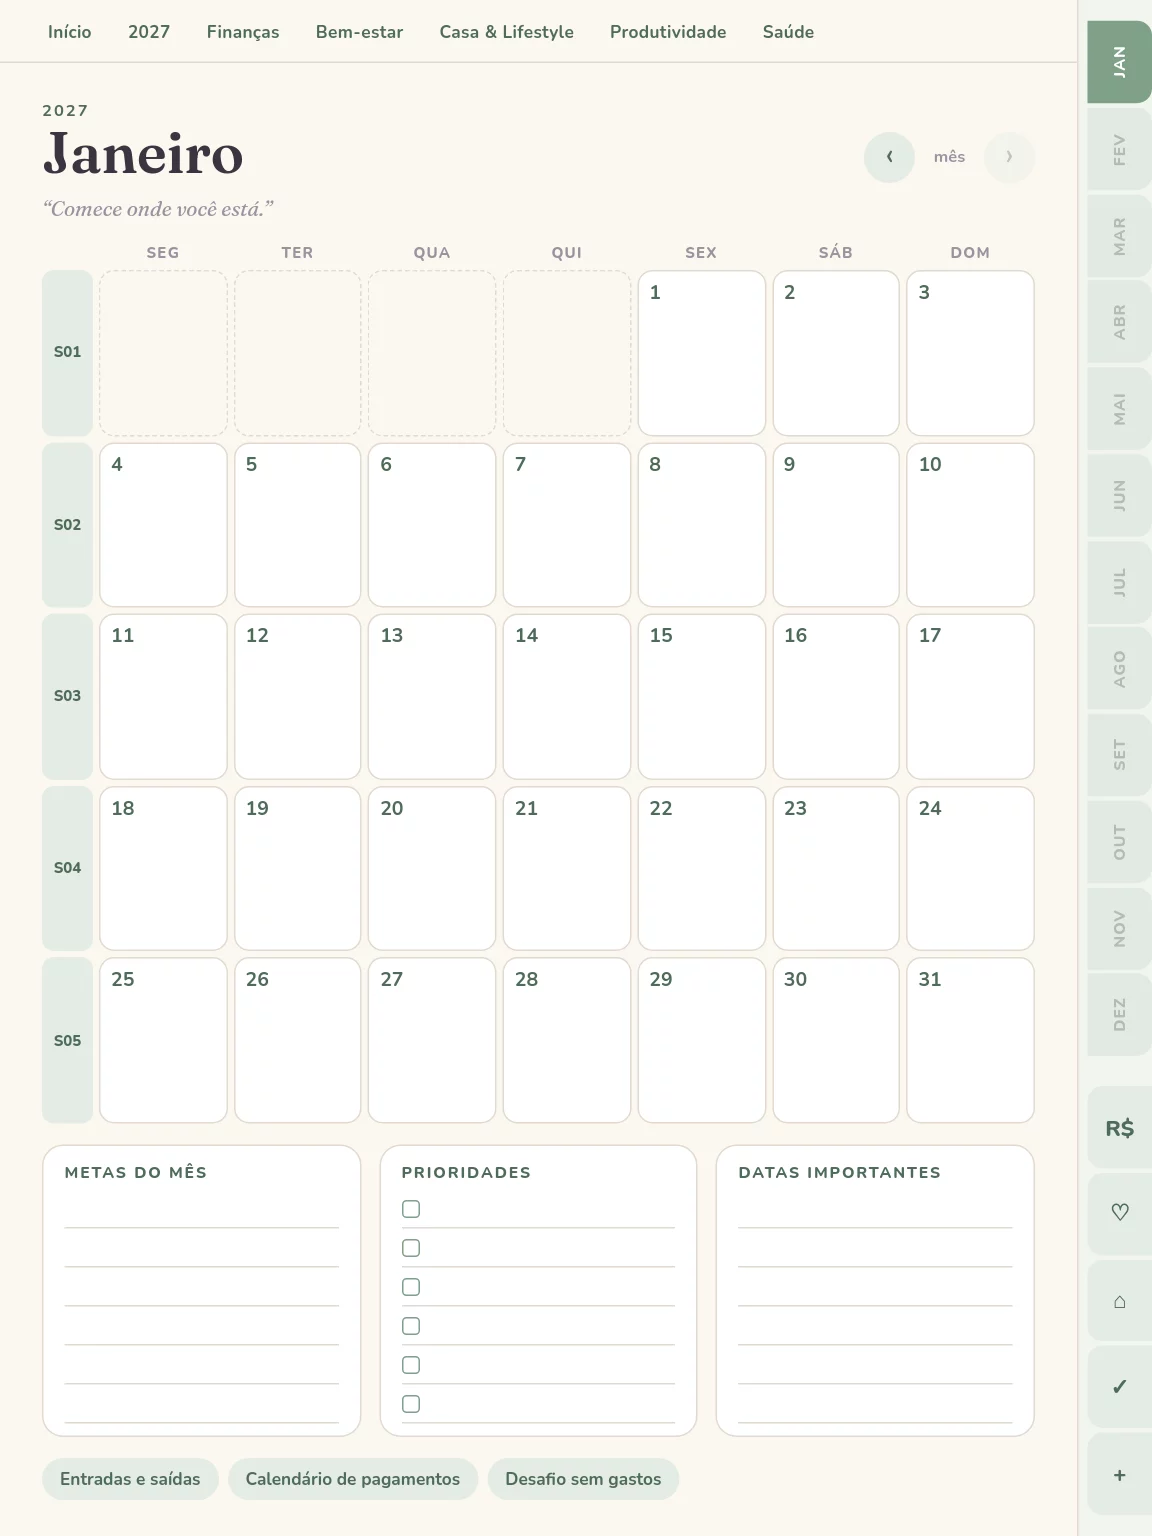 Início 2027 Finanças Bem-estar Casa & Lifestyle Produtividade Saúde
2027
Janeiro
“Comece onde você está.”
‹ mês ›
SEG TER QUA QUI SEX SÁB DOM
S01 1 2 3
S02 4 5 6 7 8 9 10
S03 11 12 13 14 15 16 17
S04 18 19 20 21 22 23 24
S05 25 26 27 28 29 30 31
METAS DO MÊS
PRIORIDADES
DATAS IMPORTANTES
Entradas e saídas Calendário de pagamentos Desafio sem gastos
JAN
FEV
MAR
ABR
MAI
JUN
JUL
AGO
SET
OUT
NOV
DEZ
R$
♡
⌂
✓
+